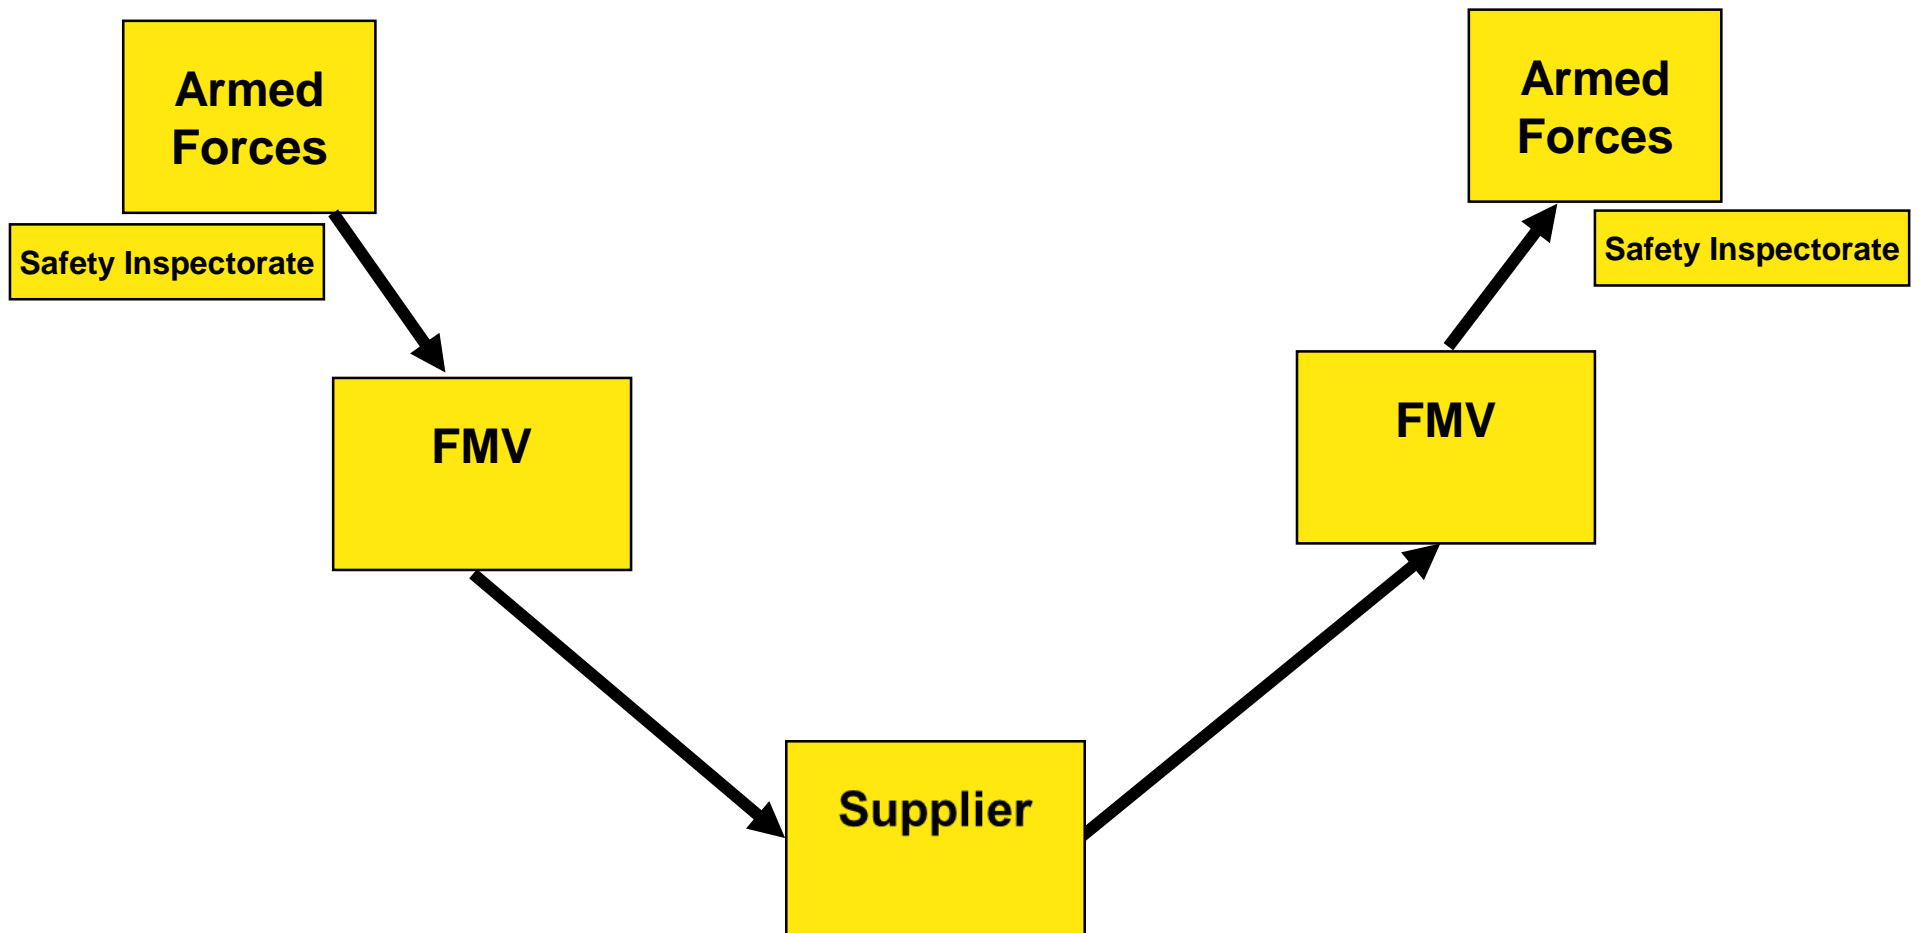 Armed
Forces
Safety Inspectorate
FMV
Supplier
FMV
Armed
Forces
Safety Inspectorate